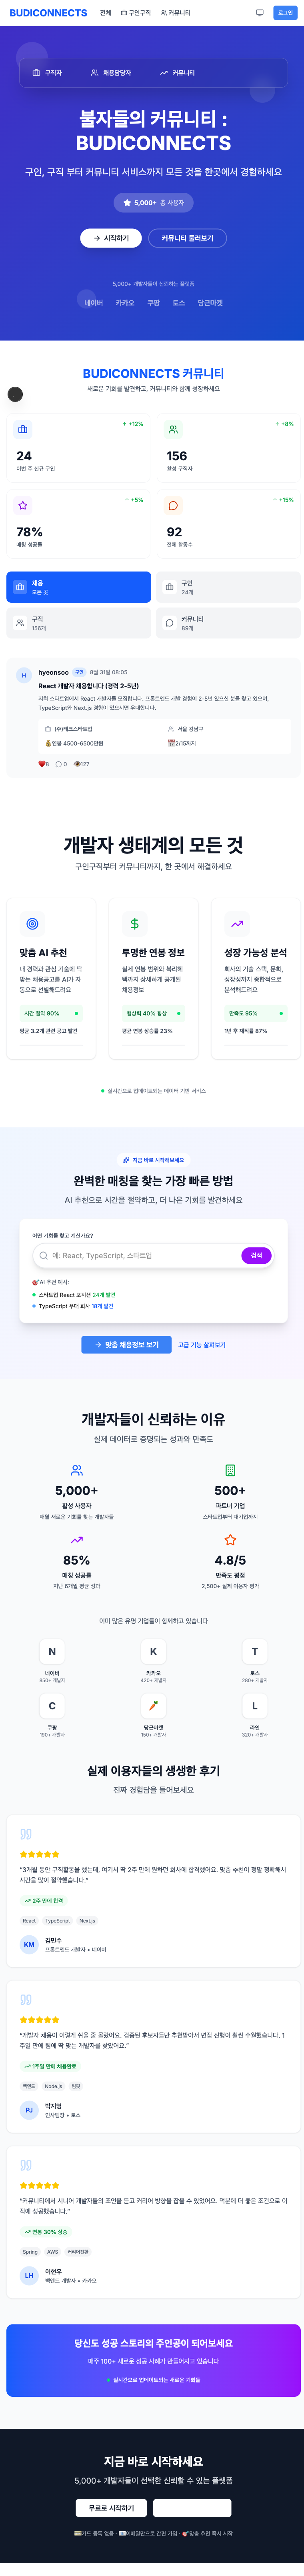 BUDICONNECTS
전체
구인구직
커뮤니티
로그인
구직자
채용담당자
커뮤니티
불자들의 커뮤니티 :
BUDICONNECTS
구인, 구직 부터 커뮤니티 서비스까지 모든 것을 한곳에서 경험하세요
5,000+ 총 사용자
시작하기
커뮤니티 둘러보기
5,000+ 개발자들이 신뢰하는 플랫폼
네이버
카카오
쿠팡
토스
당근마켓
BUDICONNECTS 커뮤니티
새로운 기회를 발견하고, 커뮤니티와 함께 성장하세요
+12%
24
이번 주 신규 구인
+8%
156
활성 구직자
+5%
78%
매칭 성공률
+15%
92
전체 활동수
채용
모든 곳
구인
24개
구직
156개
커뮤니티
89개
H
hyeonsoo 구인 8월 31일 08:05
React 개발자 채용합니다 (경력 2-5년)
저희 스타트업에서 React 개발자를 모집합니다. 프론트엔드 개발 경험이 2-5년 있으신 분을 찾고 있으며,
TypeScript와 Next.js 경험이 있으시면 우대합니다.
(주)테크스타트업
서울 강남구
연봉 4500-6500만원
2/15까지
8
0
127
개발자 생태계의 모든 것
구인구직부터 커뮤니티까지, 한 곳에서 해결하세요
맞춤 AI 추천
내 경력과 관심 기술에 딱
맞는 채용공고를 AI가 자
동으로 선별해드려요
시간 절약 90%
평균 3.2개 관련 공고 발견
투명한 연봉 정보
실제 연봉 범위와 복리혜
택까지 상세하게 공개된
채용정보
협상력 40% 향상
평균 연봉 상승률 23%
성장 가능성 분석
회사의 기술 스택, 문화,
성장성까지 종합적으로
분석해드려요
만족도 95%
1년 후 재직률 87%
실시간으로 업데이트되는 데이터 기반 서비스
지금 바로 시작해보세요
완벽한 매칭을 찾는 가장 빠른 방법
AI 추천으로 시간을 절약하고, 더 나은 기회를 발견하세요
어떤 기회를 찾고 계신가요?
예: React, TypeScript, 스타트업
검색
AI 추천 예시:
스타트업 React 포지션 24개 발견
TypeScript 우대 회사 18개 발견
맞춤 채용정보 보기
고급 기능 살펴보기
개발자들이 신뢰하는 이유
실제 데이터로 증명되는 성과와 만족도
5,000+
활성 사용자
매월 새로운 기회를 찾는 개발자들
500+
파트너 기업
스타트업부터 대기업까지
85%
매칭 성공률
지난 6개월 평균 성과
4.8/5
만족도 평점
2,500+ 실제 이용자 평가
이미 많은 유명 기업들이 함께하고 있습니다
N
네이버
850+ 개발자
K
카카오
420+ 개발자
T
토스
280+ 개발자
C
쿠팡
190+ 개발자
당근마켓
150+ 개발자
L
라인
320+ 개발자
실제 이용자들의 생생한 후기
진짜 경험담을 들어보세요
“3개월 동안 구직활동을 했는데, 여기서 딱 2주 만에 원하던 회사에 합격했어요. 맞춤 추천이 정말 정확해서
시간을 많이 절약했습니다.”
2주 만에 합격
React
TypeScript
Next.js
KM
김민수
프론트엔드 개발자 • 네이버
“개발자 채용이 이렇게 쉬울 줄 몰랐어요. 검증된 후보자들만 추천받아서 면접 진행이 훨씬 수월했습니다. 1
주일 만에 팀에 딱 맞는 개발자를 찾았어요.”
1주일 만에 채용완료
백엔드
Node.js
팀핏
PJ
박지영
인사팀장 • 토스
“커뮤니티에서 시니어 개발자들의 조언을 듣고 커리어 방향을 잡을 수 있었어요. 덕분에 더 좋은 조건으로 이
직에 성공했습니다.”
연봉 30% 상승
Spring
AWS
커리어전환
LH
이현우
백엔드 개발자 • 카카오
당신도 성공 스토리의 주인공이 되어보세요
매주 100+ 새로운 성공 사례가 만들어지고 있습니다
실시간으로 업데이트되는 새로운 기회들
지금 바로 시작하세요
5,000+ 개발자들이 선택한 신뢰할 수 있는 플랫폼
무료로 시작하기
카드 등록 없음 · 이메일만으로 간편 가입 · 맞춤 추천 즉시 시작